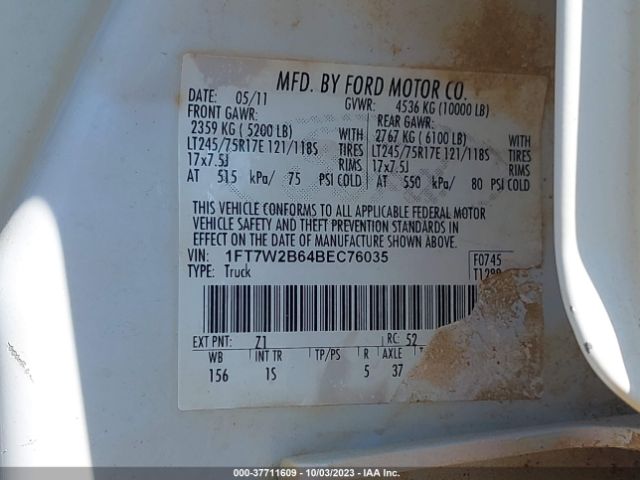 MFD. BY FORD MOTOR CO.
DATE: 05/11 GVWR: 4536 KG (10000 LB)
FRONT GAWR: REAR GAWR:
2359 KG ( 5200 LB) WITH 2767 KG ( 6100 LB) WITH
LT245/75R17E 121/118S TIRES LT245/75R17E 121/118S TIRES
17x7.5J RIMS 17x7.5J RIMS
AT 515 kPa/ 75 PSI COLD AT 550 kPa/ 80 PSI COLD
THIS VEHICLE CONFORMS TO ALL APPLICABLE FEDERAL MOTOR
VEHICLE SAFETY AND THEFT PREVENTION STANDARDS IN
EFFECT ON THE DATE OF MANUFACTURE SHOWN ABOVE.
VIN: 1FT7W2B64BEC76035 F0745
TYPE: Truck
EXT PNT: Z1 RC: 52
WB INT TR TP/PS R AXLE
156 1S 5 37
000-37711609 - 10/03/2023 - IAA Inc.